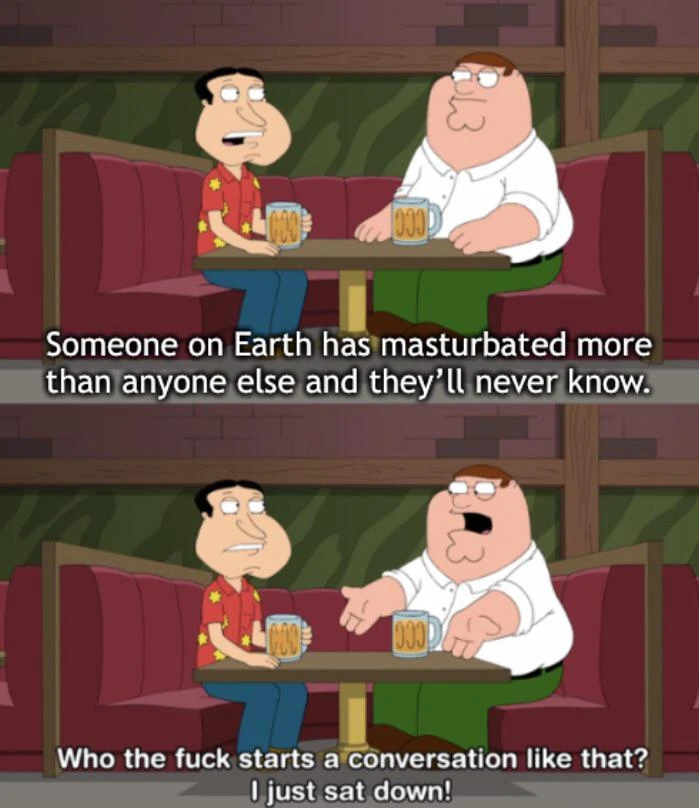 Someone on Earth has masturbated more
than anyone else and they'll never know.
Who the fuck starts a conversation like that?
I just sat down!